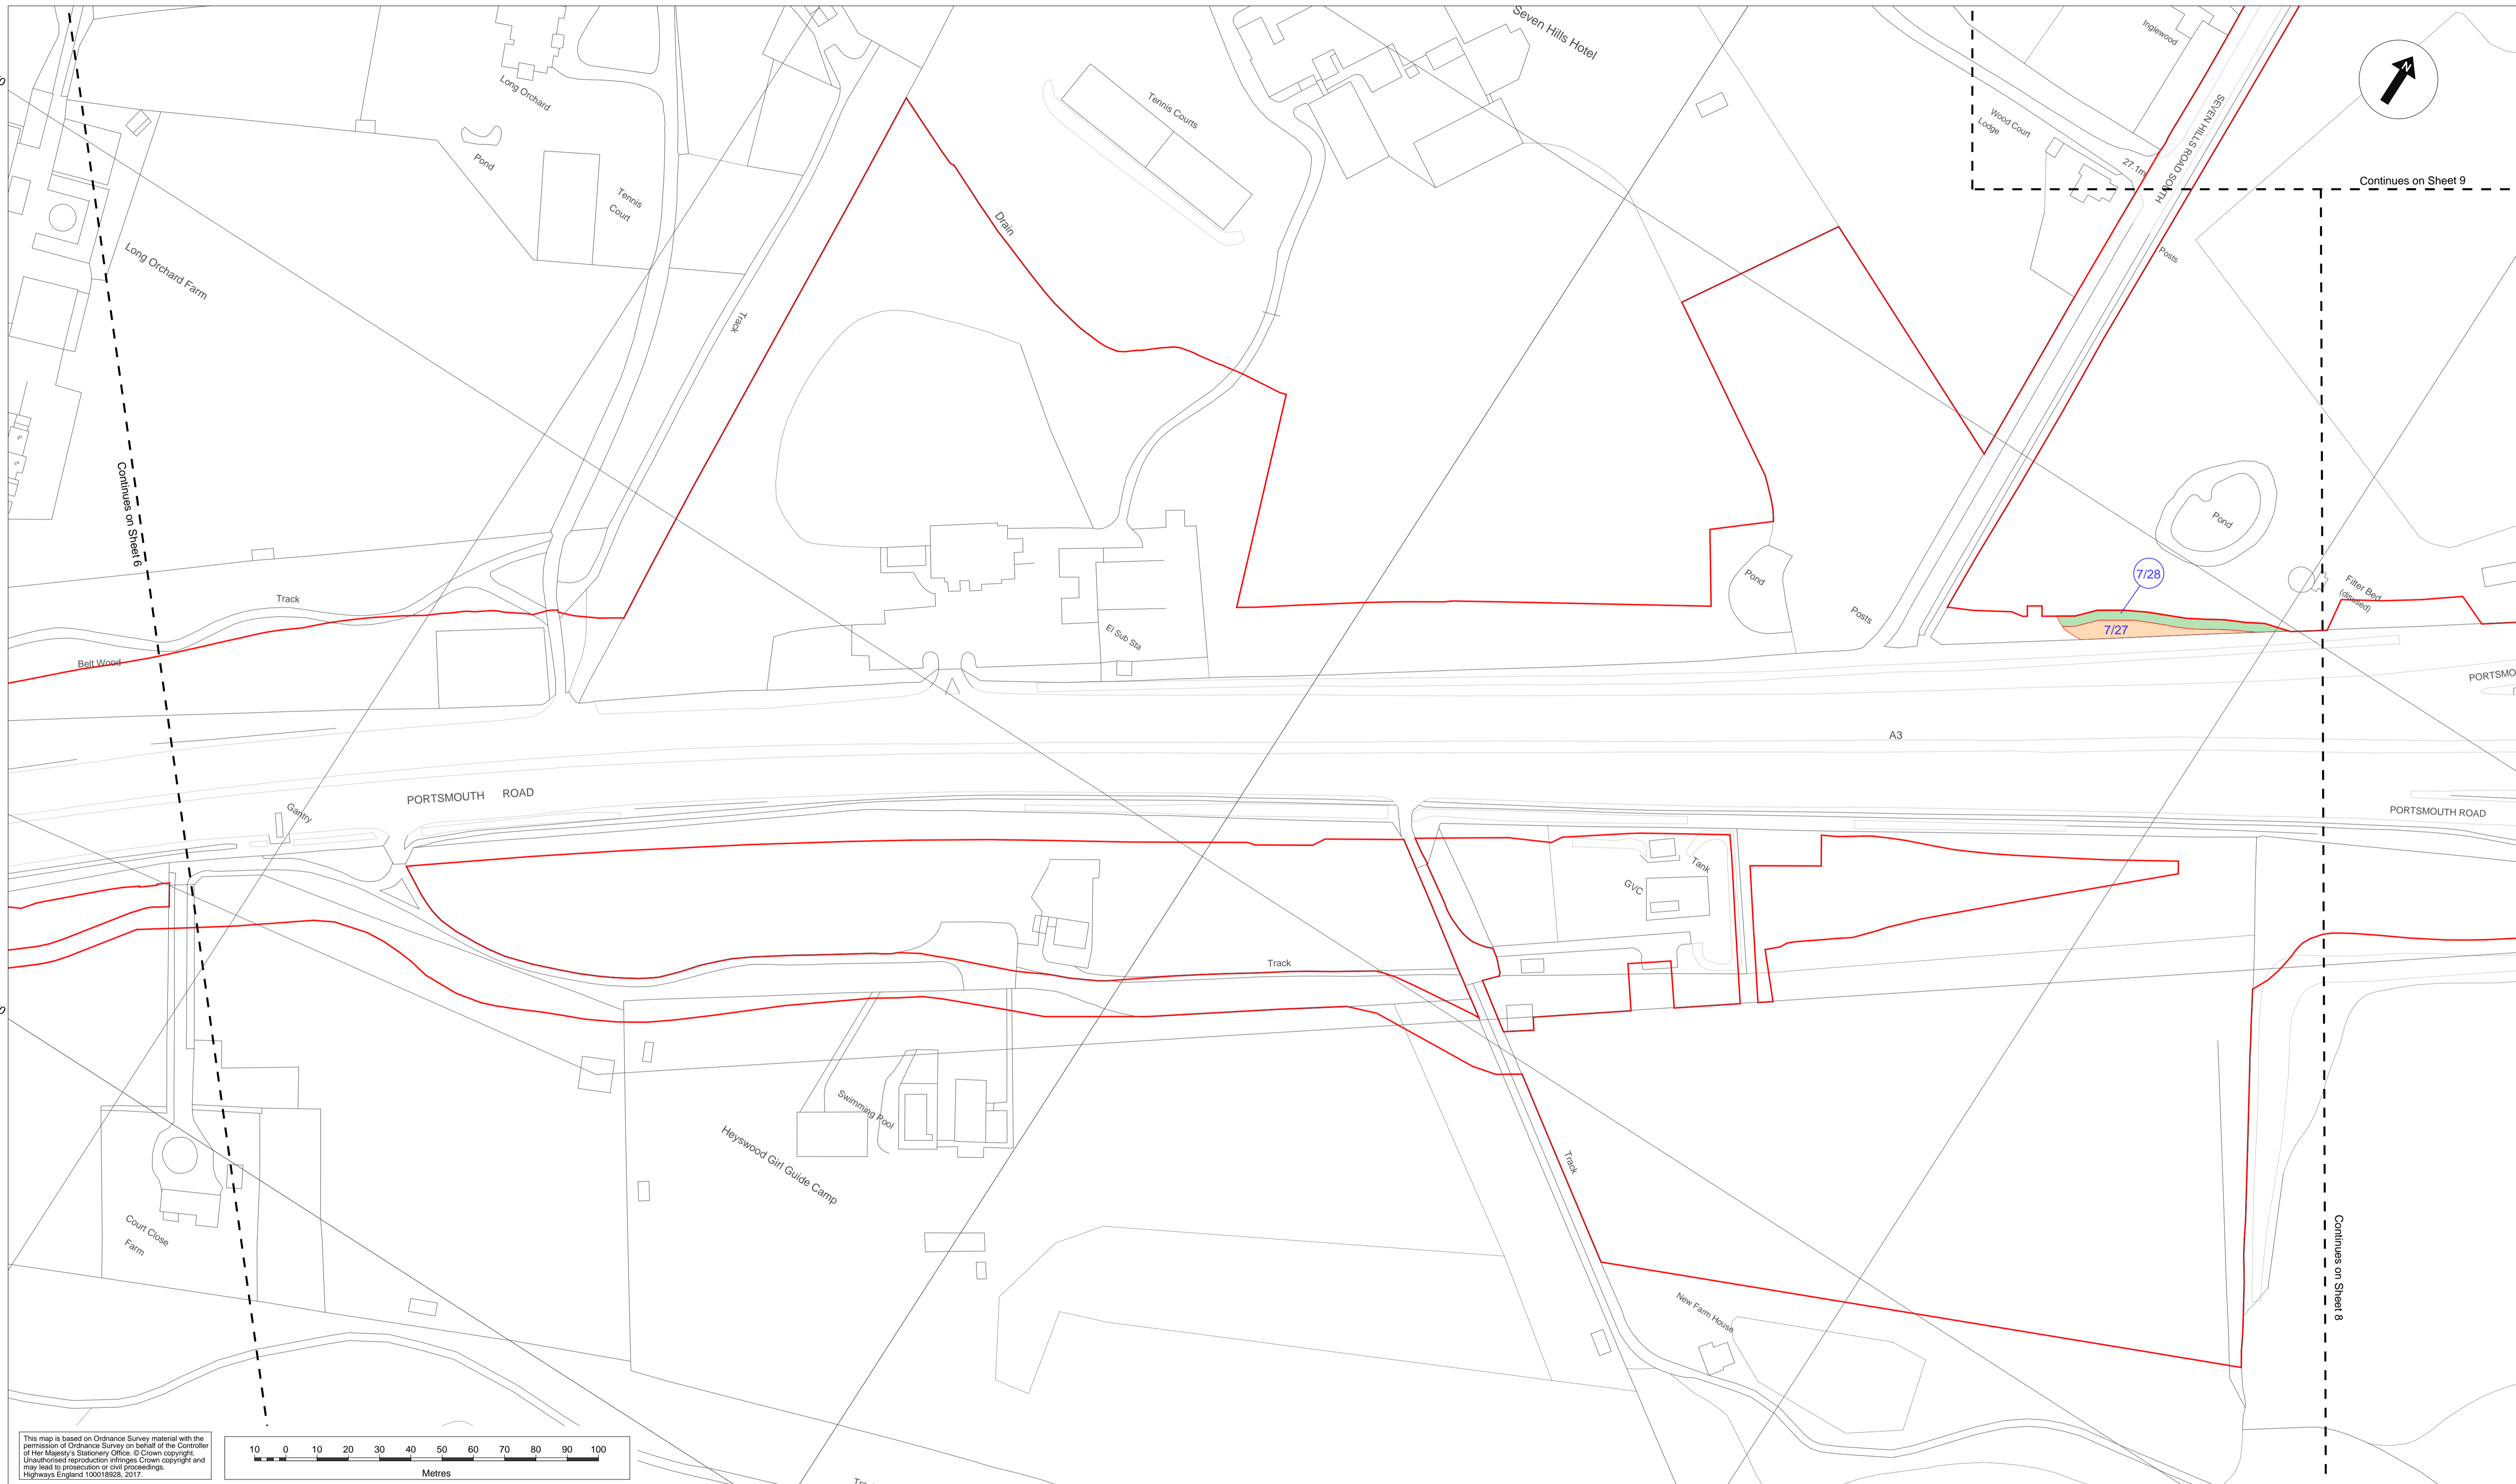 Seven Hills Hotel
Inglewood
N
Long Orchard
Tennis Courts
SEVEN HILLS ROAD SOUTH
Wood Court
Lodge
Pond
27.1m
Continues on Sheet 9
Tennis
Court
Drain
Long Orchard Farm
Posts
Track
Continues on Sheet 6
Pond
7/28
Pond
Filter Bed
(disused)
Track
Posts
7/27
El Sub Sta
Belt Wood
PORTSMO
A3
PORTSMOUTH ROAD
Gantry
PORTSMOUTH ROAD
Tank
GVC
Track
Swimming Pool
Heyswood Girl Guide Camp
Track
Court Close
Farm
Continues on Sheet 8
New Farm House
This map is based on Ordnance Survey material with the
permission of Ordnance Survey on behalf of the Controller
of Her Majesty's Stationery Office. © Crown copyright.
Unauthorised reproduction infringes Crown copyright and
may lead to prosecution or civil proceedings.
Highways England 100018928, 2017.
10 0 10 20 30 40 50 60 70 80 90 100
Metres